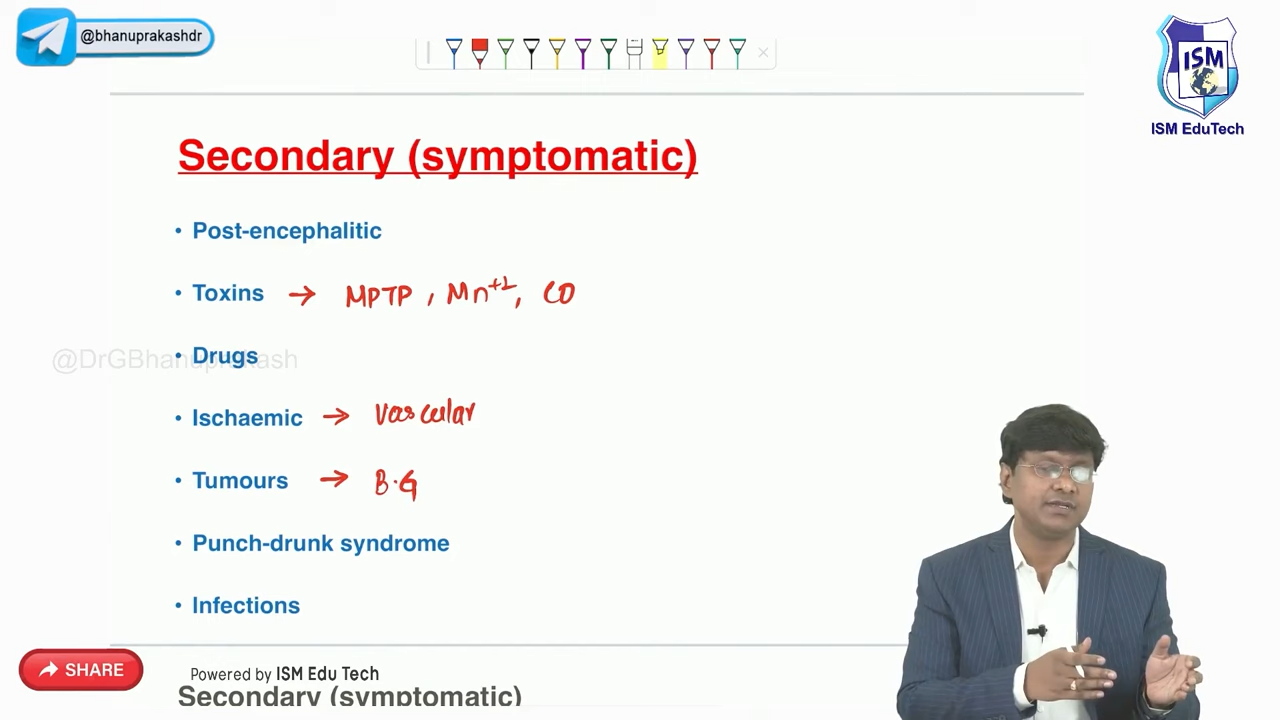 @bhanuprakashdr
ISM
ISM EduTech
Secondary (symptomatic)
• Post-encephalitic
• Toxins → MPTP, Mn+2, CO
• Drugs
@DrGBhanuprakash
• Ischaemic → Vascular
• Tumours → B.G
• Punch-drunk syndrome
• Infections
SHARE
Powered by ISM Edu Tech
Secondary (symptomatic)